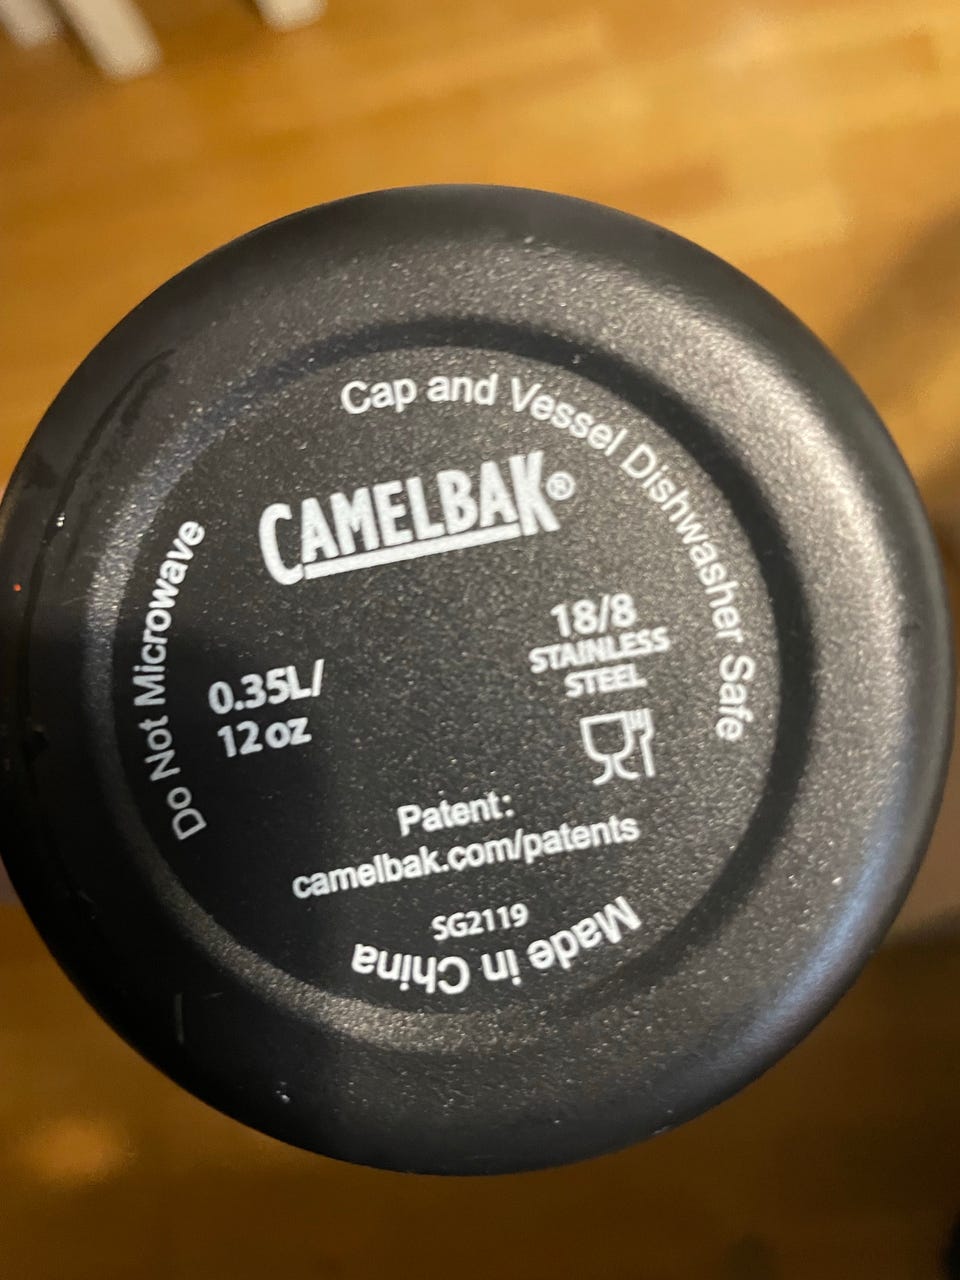 Cap and Vessel Dishwasher Safe
Do Not Microwave
CAMELBAK®
18/8
STAINLESS
STEEL
0.35L/
12 oz
Patent:
camelbak.com/patents
SG2119
Made in China